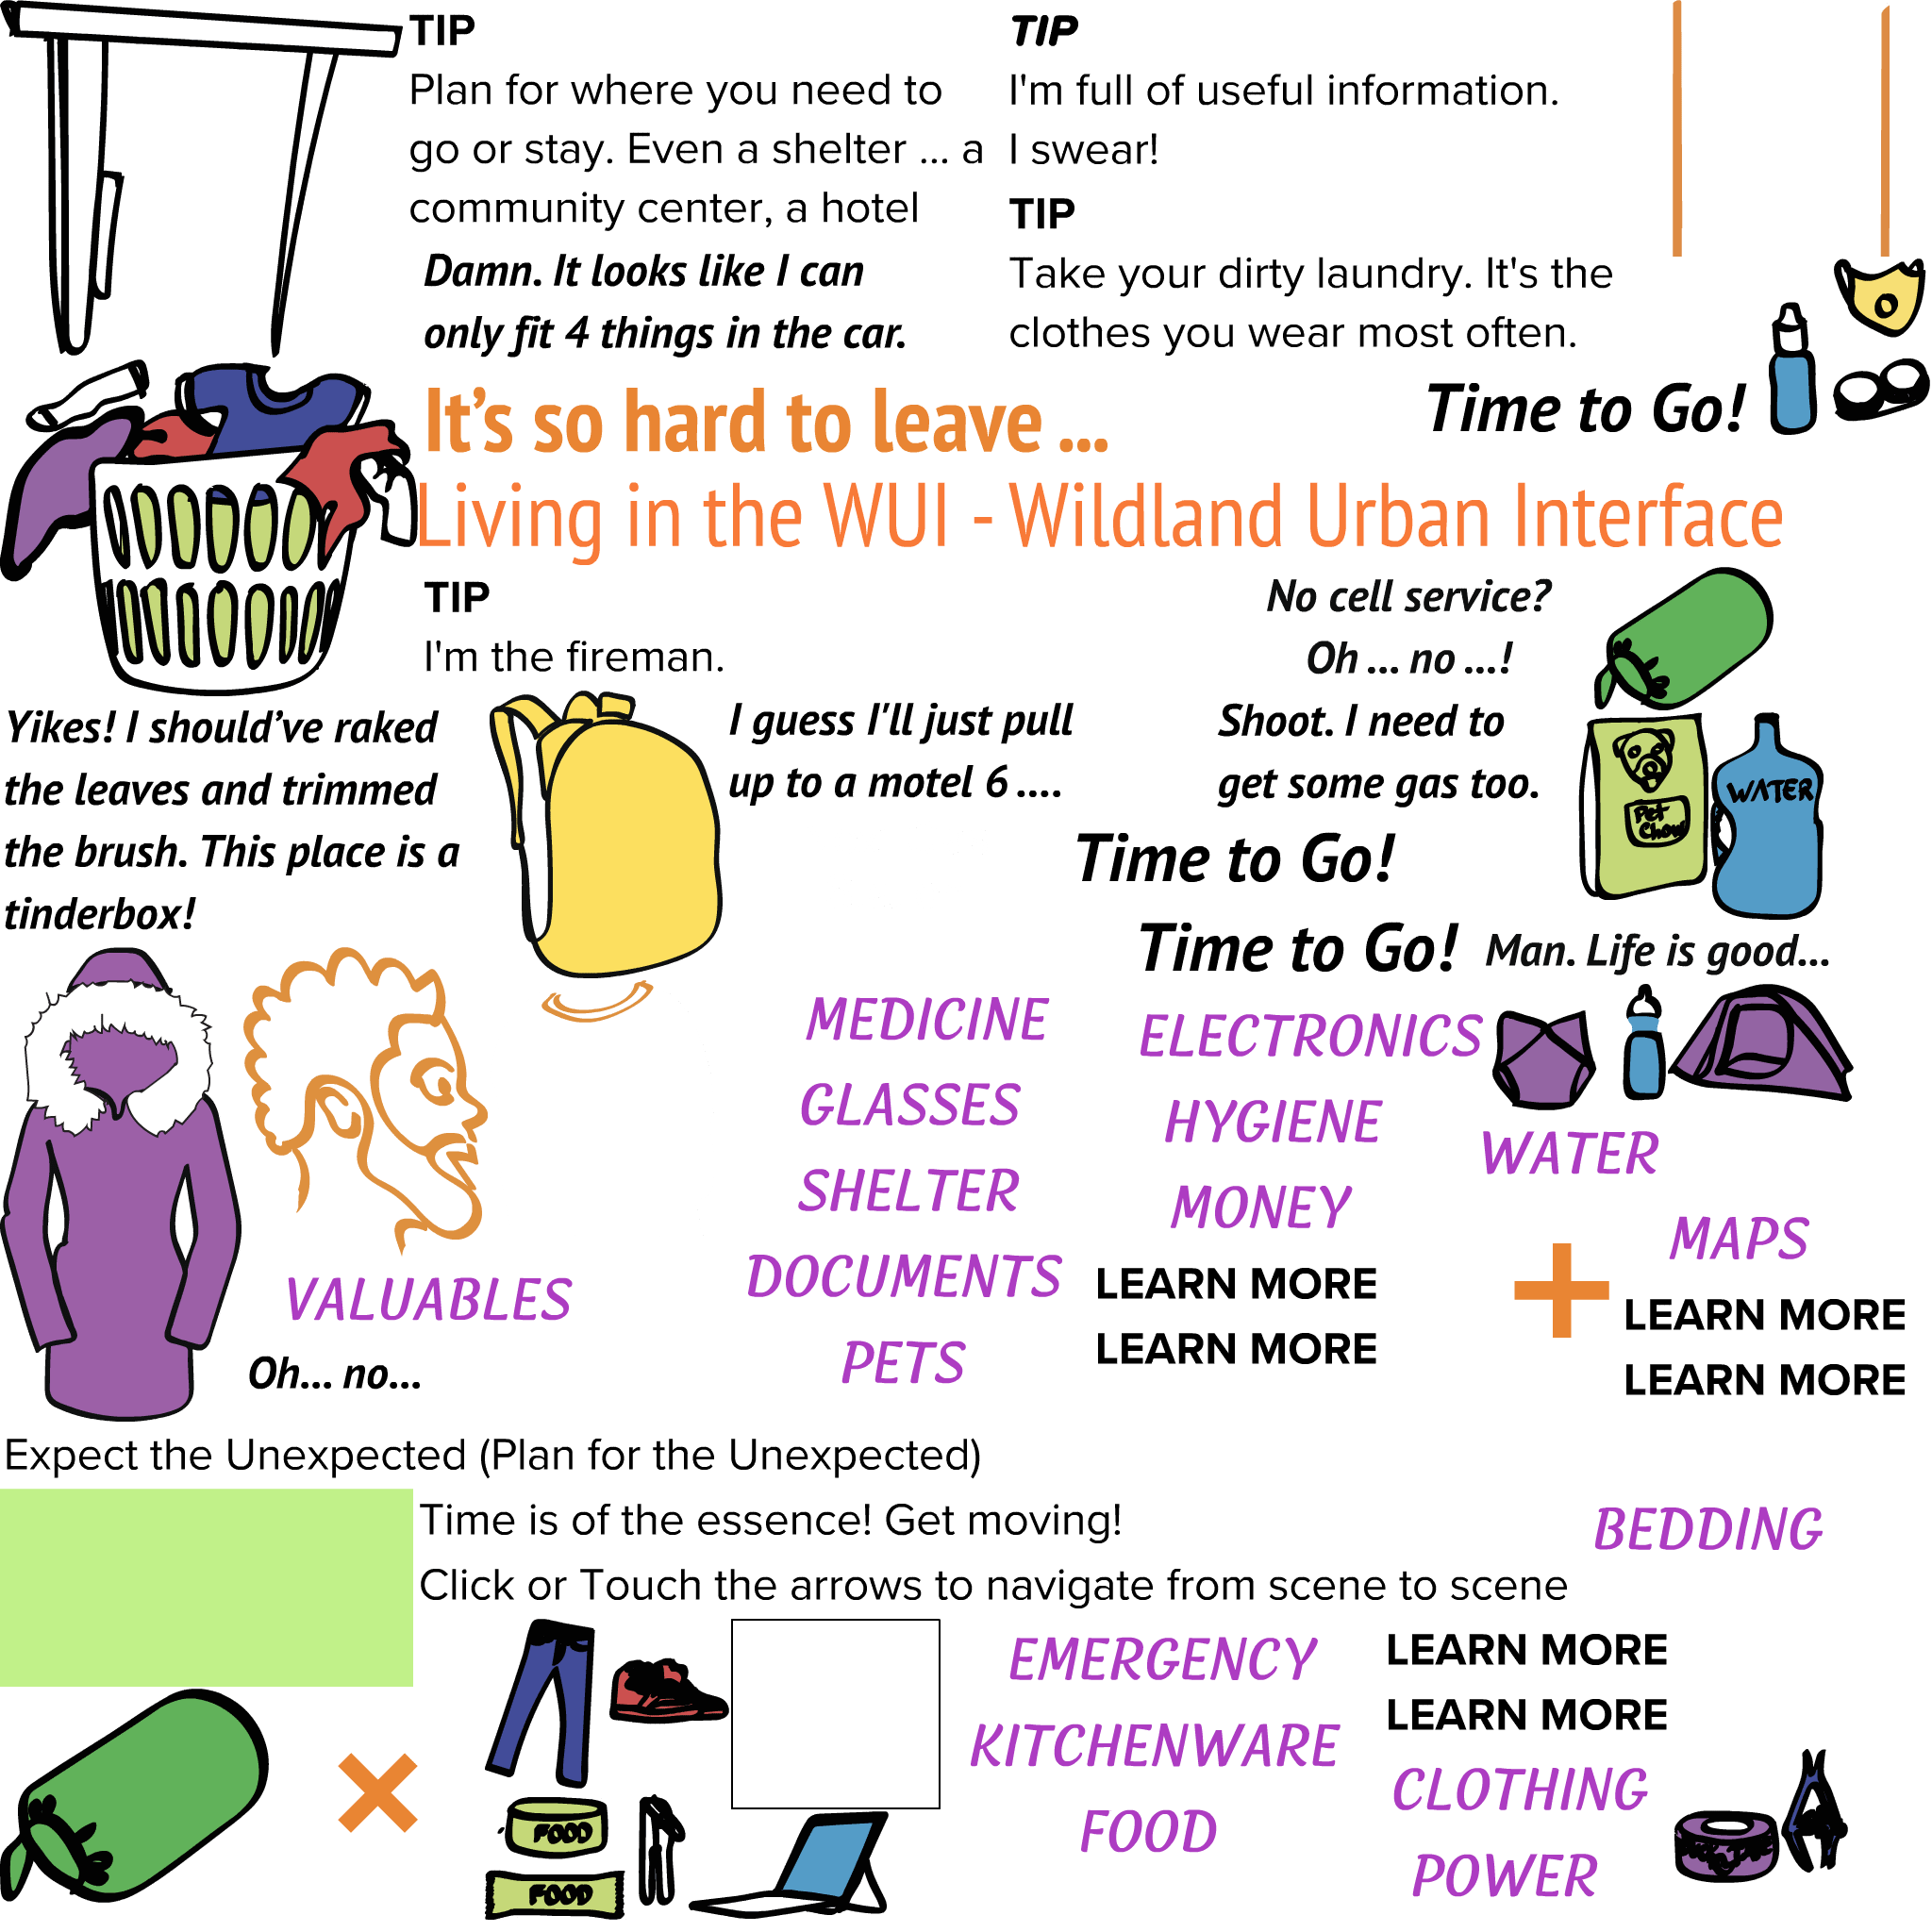 TIP
Plan for where you need to
go or stay. Even a shelter ... a
community center, a hotel
Damn. It looks like I can
only fit 4 things in the car.
TIP
I'm full of useful information.
I swear!
TIP
Take your dirty laundry. It's the
clothes you wear most often.
Time to Go!
It's so hard to leave ...
Living in the WUI - Wildland Urban Interface
TIP
I'm the fireman.
No cell service?
Oh ... no ...!
Yikes! I should've raked
the leaves and trimmed
the brush. This place is a
tinderbox!
I guess I'll just pull
up to a motel 6 ....
Shoot. I need to
get some gas too.
Pet
Chow
WATER
Time to Go!
Time to Go!
Man. Life is good...
MEDICINE
GLASSES
SHELTER
DOCUMENTS
PETS
ELECTRONICS
HYGIENE
MONEY
LEARN MORE
LEARN MORE
WATER
MAPS
LEARN MORE
LEARN MORE
VALUABLES
Oh... no...
Expect the Unexpected (Plan for the Unexpected)
Time is of the essence! Get moving!
Click or Touch the arrows to navigate from scene to scene
BEDDING
EMERGENCY
KITCHENWARE
FOOD
LEARN MORE
LEARN MORE
CLOTHING
POWER
FOOD
FOOD